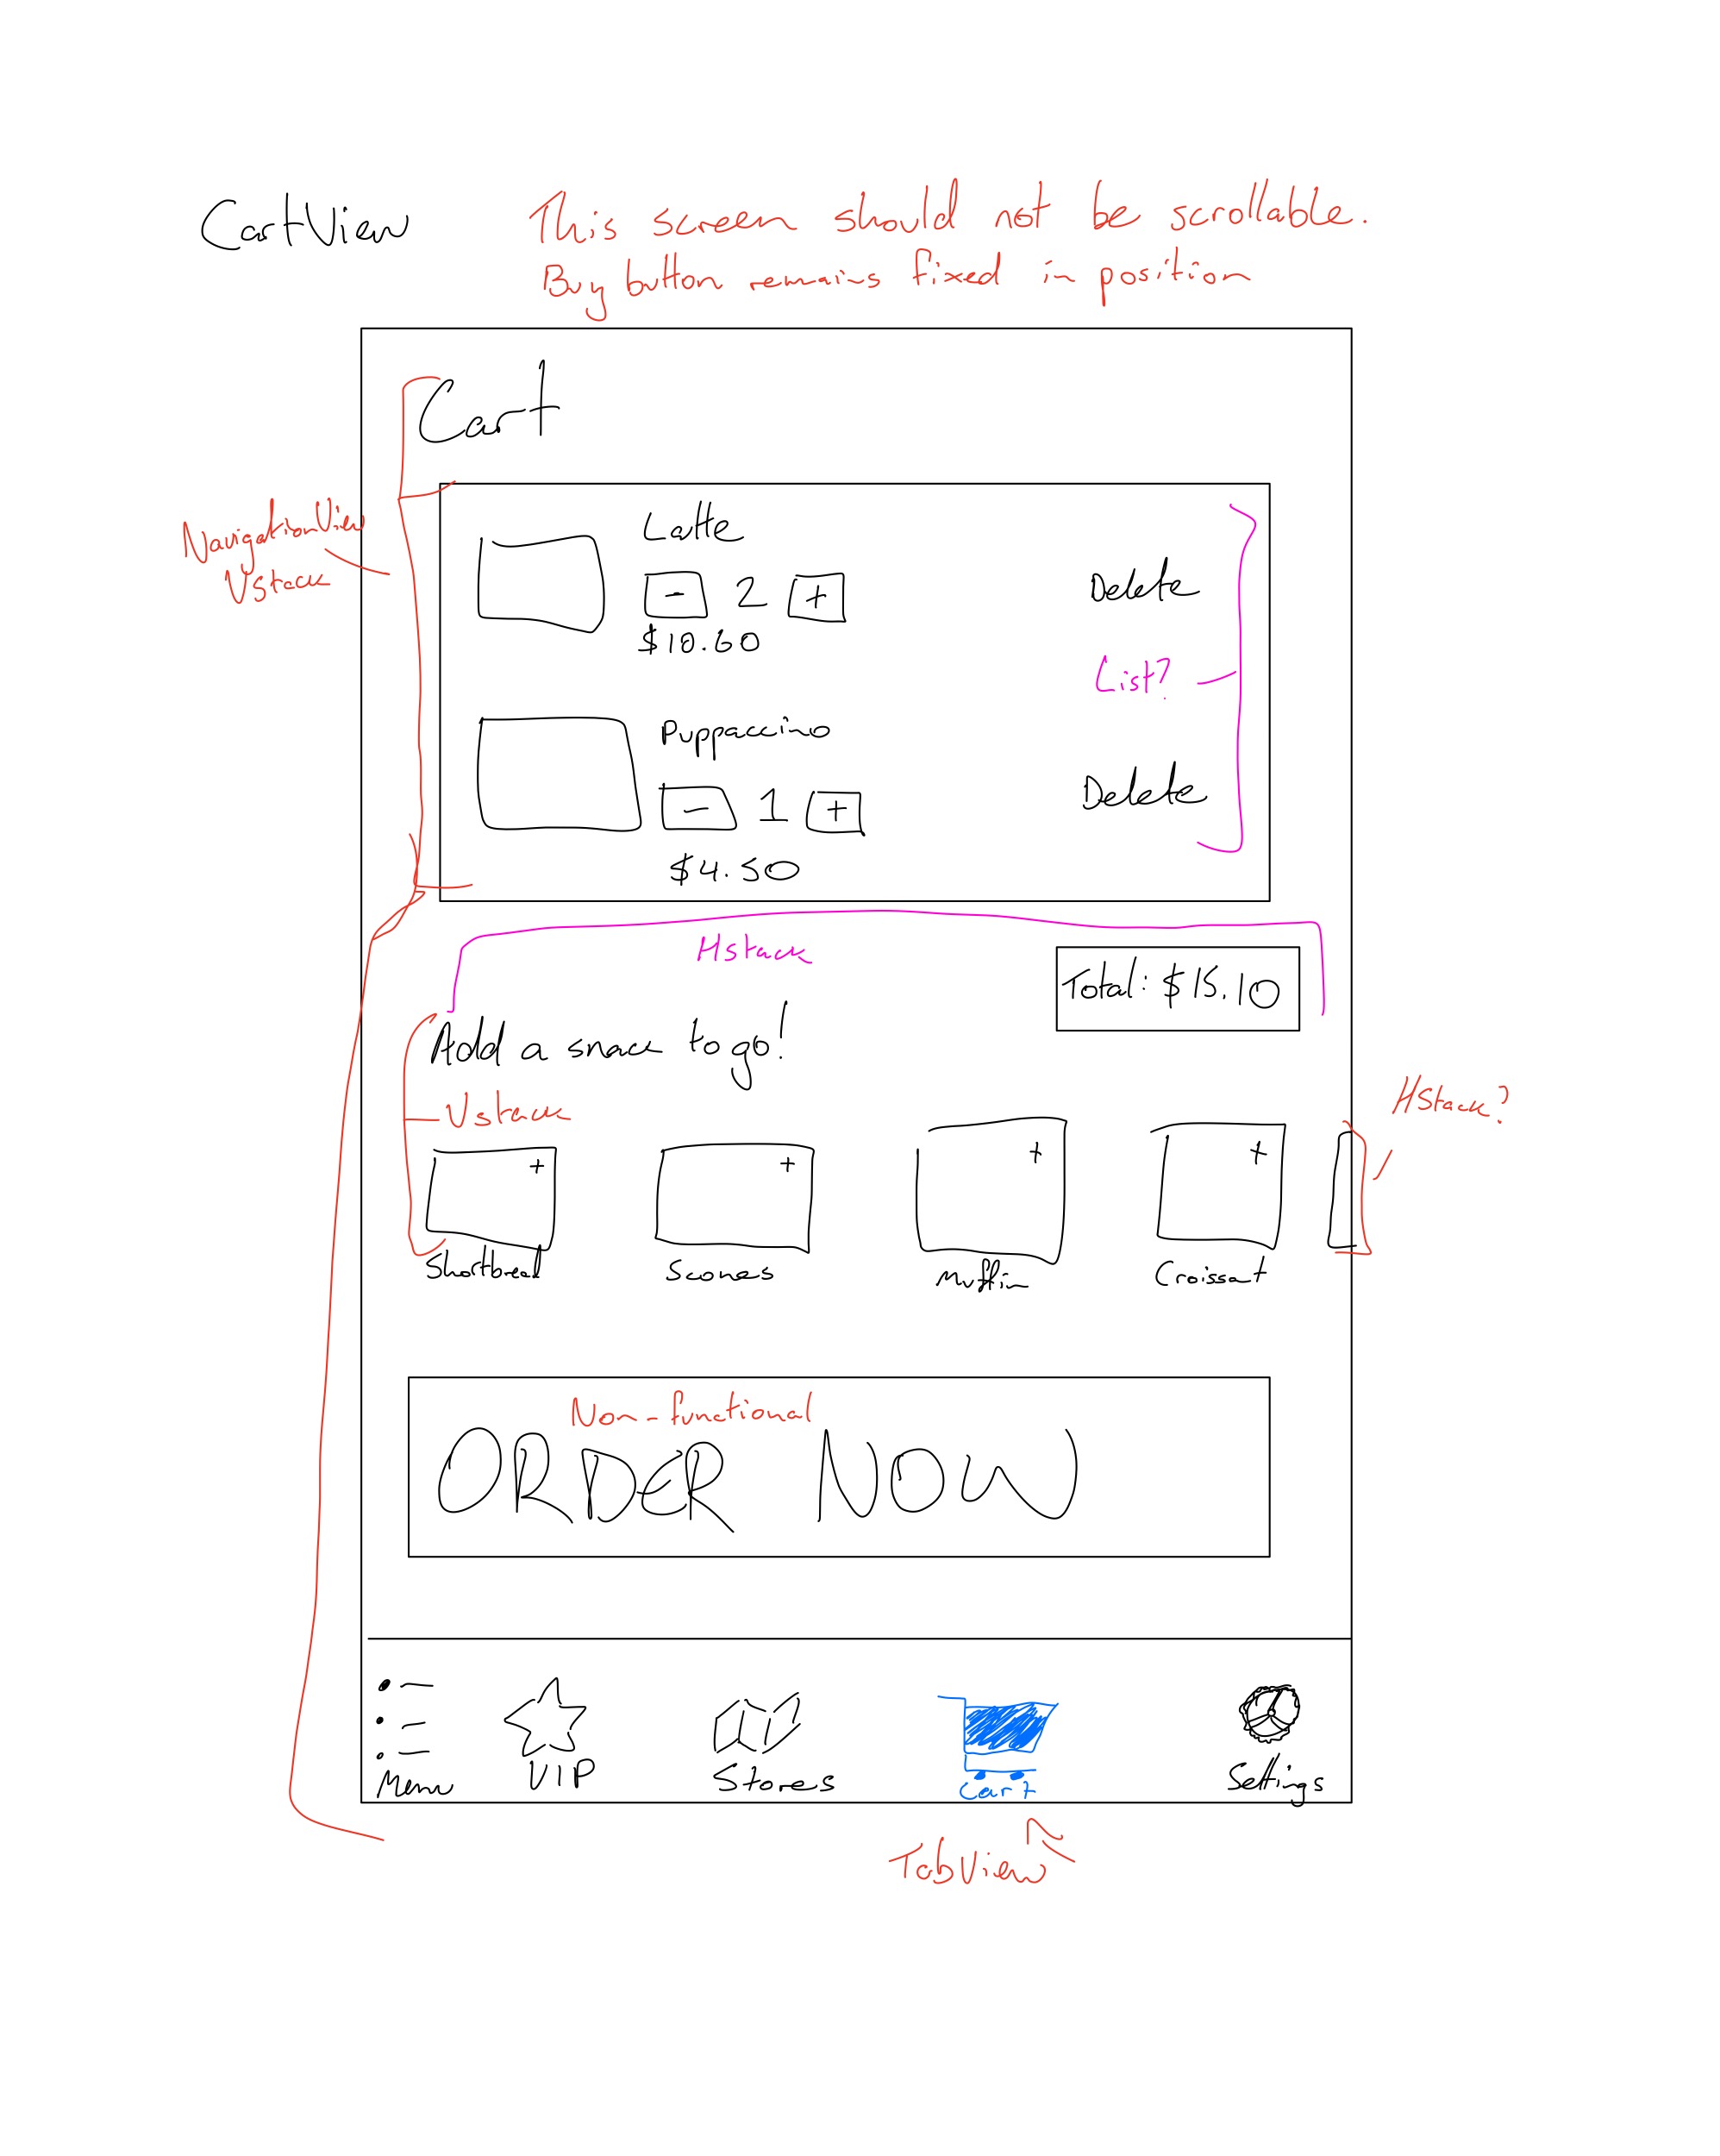 CartView
This screen should not be scrollable.
Buy button remains fixed in position
Cart
NavigationView
Vstack
Latte
- 2 +
$10.60
Delete
List?
Puppaccino
- 1 +
$4.50
Delete
Hstack
Total: $15.10
Add a snack to go!
Vstack
HStack?
+ + + +
Shortbread Scones Muffin Croissat
Non-functional
ORDER NOW
Menu VIP Stores Cart Settings
TabView